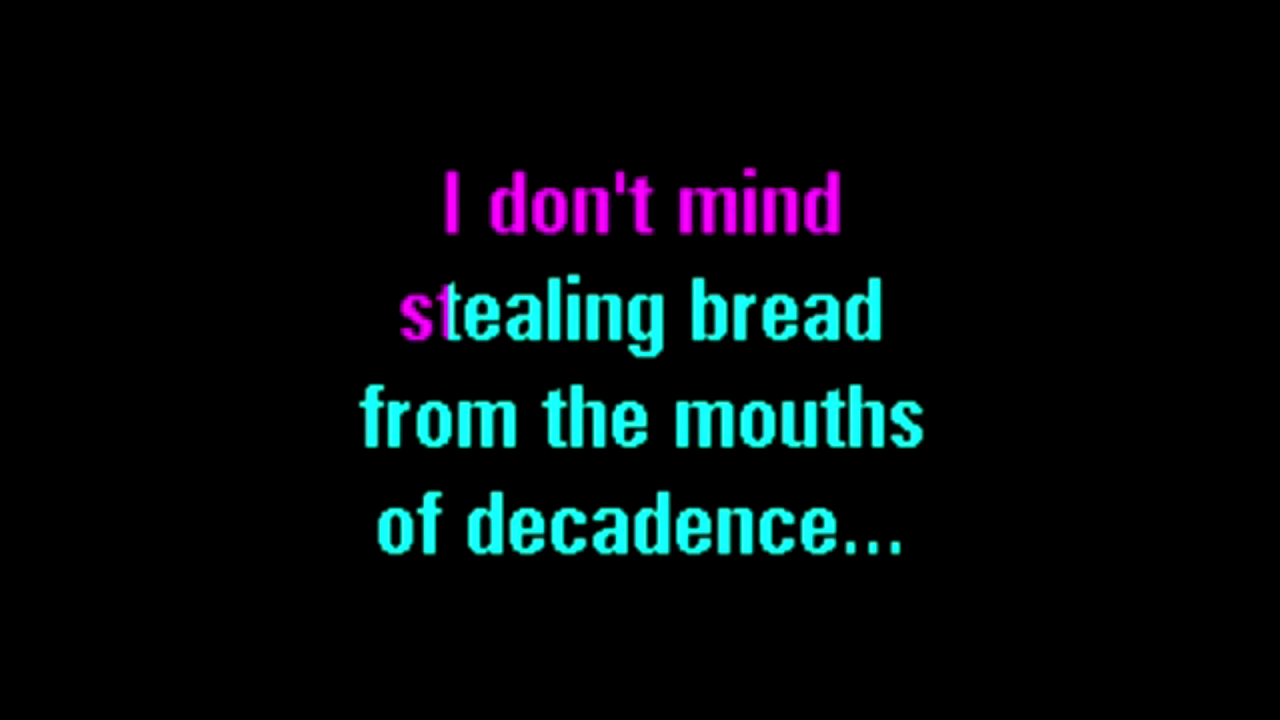 I don't mind
stealing bread
from the mouths
of decadence...